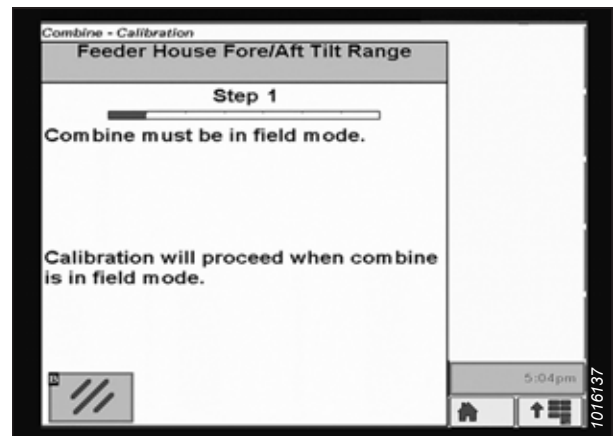 Combine - Calibration
Feeder House Fore/Aft Tilt Range
Step 1
Combine must be in field mode.
Calibration will proceed when combine
is in field mode.
5:04pm
1016137